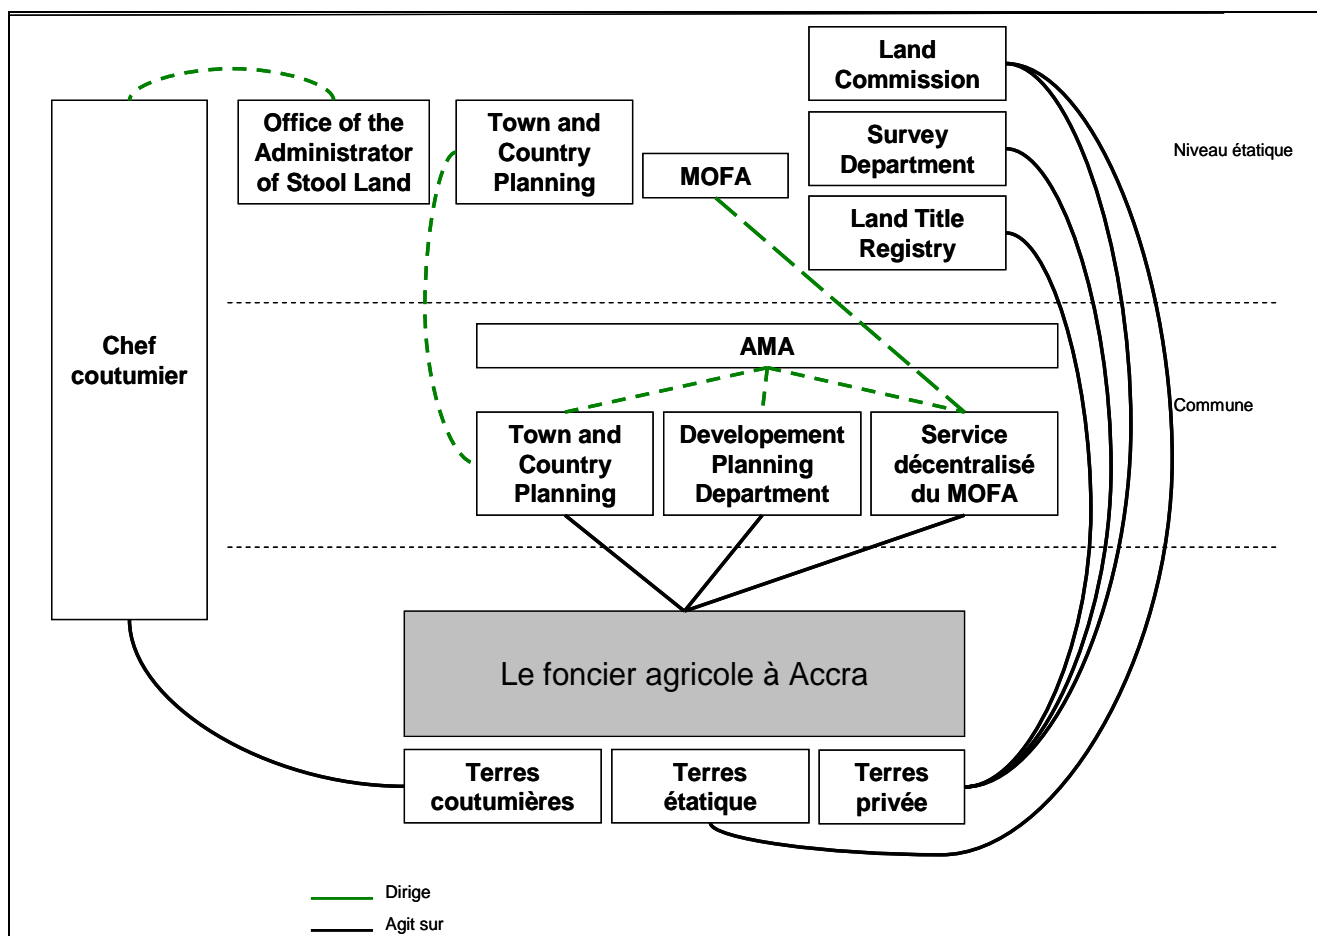 Land
Commission
Office of the
Administrator
of Stool Land
Town and
Country
Planning
MOFA
Survey
Department
Niveau étatique
Land Title
Registry
Chef
coutumier
AMA
Commune
Town and
Country
Planning
Developement
Planning
Department
Service
décentralisé
du MOFA
Le foncier agricole à Accra
Terres
coutumières
Terres
étatique
Terres
privée
Dirige
Agit sur